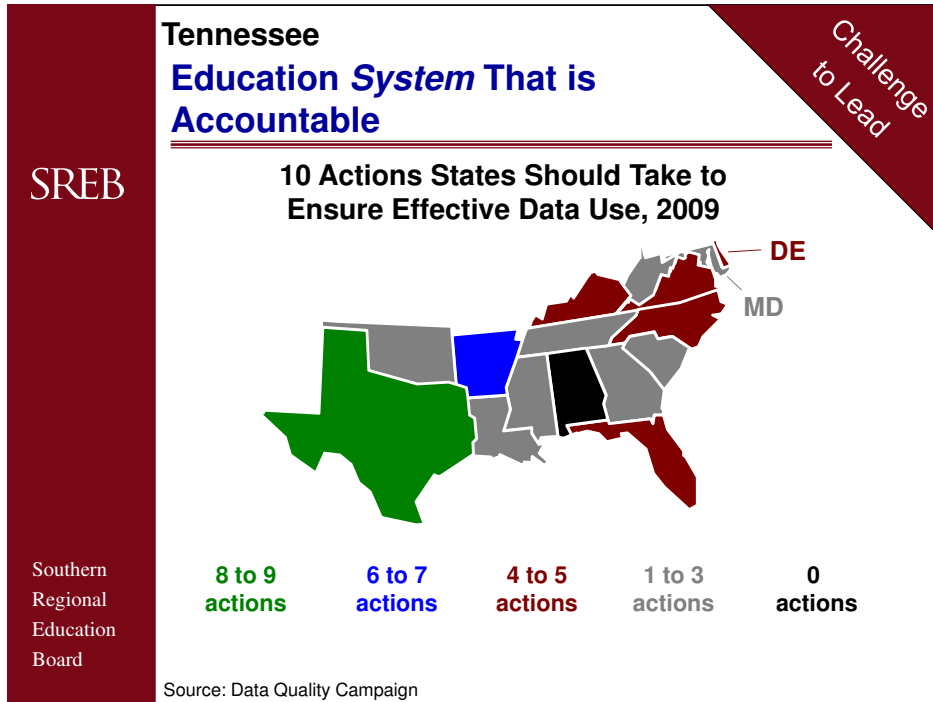 Tennessee
Education System That is
Accountable
Challenge
to Lead
SREB
10 Actions States Should Take to
Ensure Effective Data Use, 2009
DE
MD
8 to 9
actions
6 to 7
actions
4 to 5
actions
1 to 3
actions
0
actions
Southern
Regional
Education
Board
Source: Data Quality Campaign